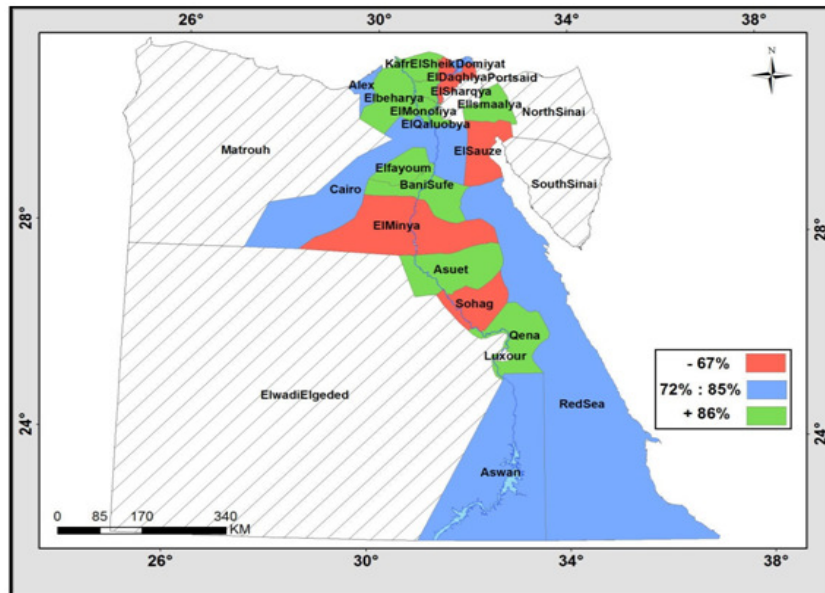 30° 34° 38°
N
KafrElSheik Domiyat
Alex
ElDaqhlya Portsaid
ElSharqya
Elbeharya
ElIsmaalya
ElMonofiya
NorthSinai
ElQaluobya
Matrouh
ElSauze
Elfayoum
SouthSinai
BaniSufe
Cairo
28° 28°
ElMinya
Asuet
Sohag
Qena
Luxour
- 67%
72% : 85%
+ 86%
ElwadiElgeded
RedSea
24° 24°
Aswan
0 85 170 340
KM
26° 30° 34° 38°